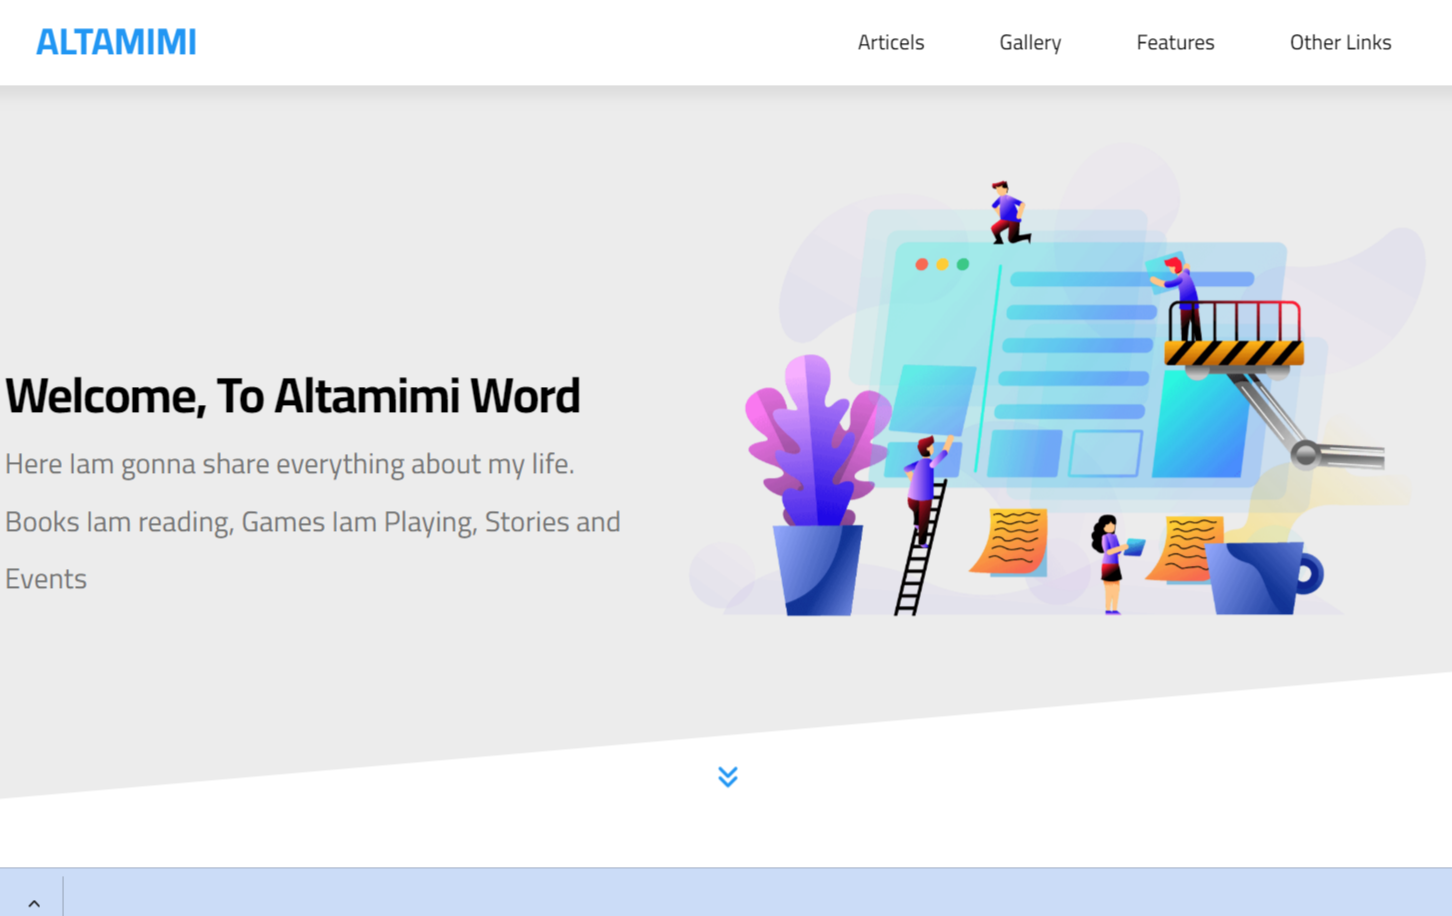 ALTAMIMI
Articels
Gallery
Features
Other Links
Welcome, To Altamimi Word
Here Iam gonna share everything about my life.
Books Iam reading, Games Iam Playing, Stories and
Events